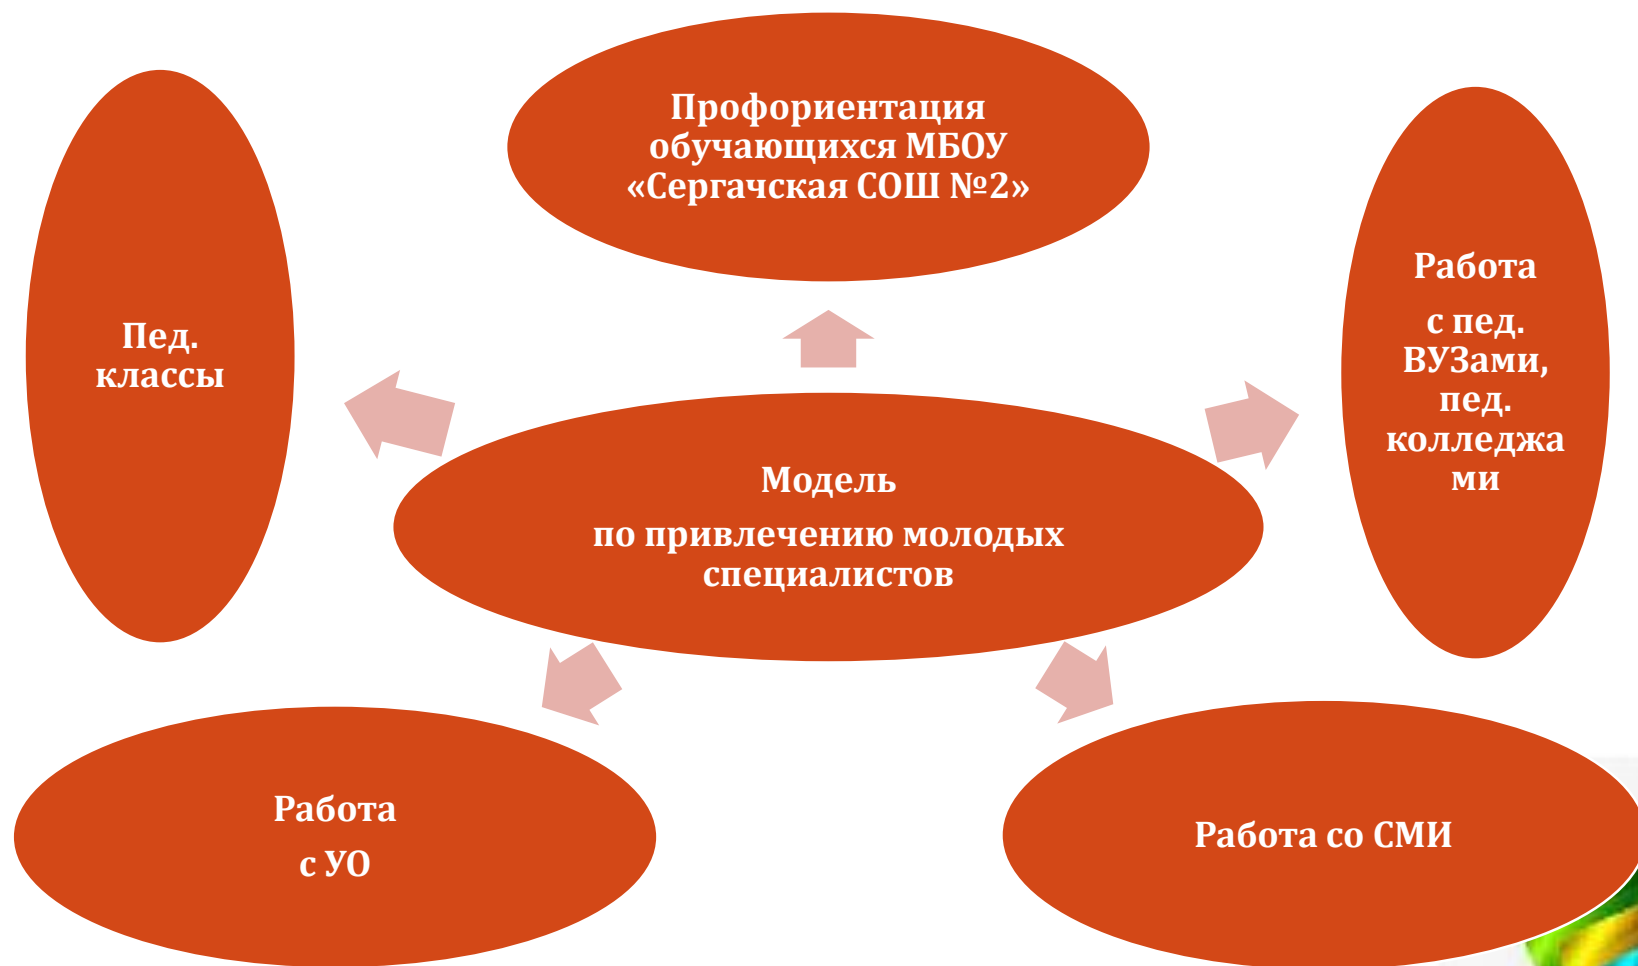 Профориентация
обучающихся МБОУ
«Сергачская СОШ №2»
Пед.
классы
Работа
с пед.
ВУЗами,
пед.
колледжа
ми
Модель
по привлечению молодых
специалистов
Работа
с УО
Работа со СМИ